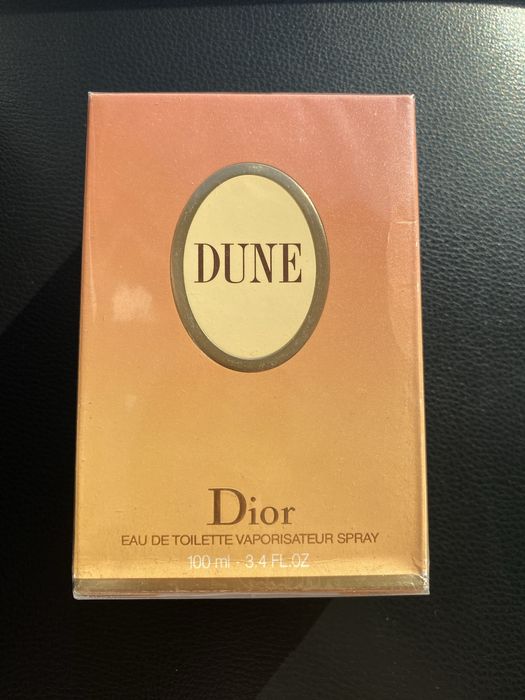 DUNE
Dior
EAU DE TOILETTE VAPORISATEUR SPRAY
100 ml - 3.4 FL.OZ